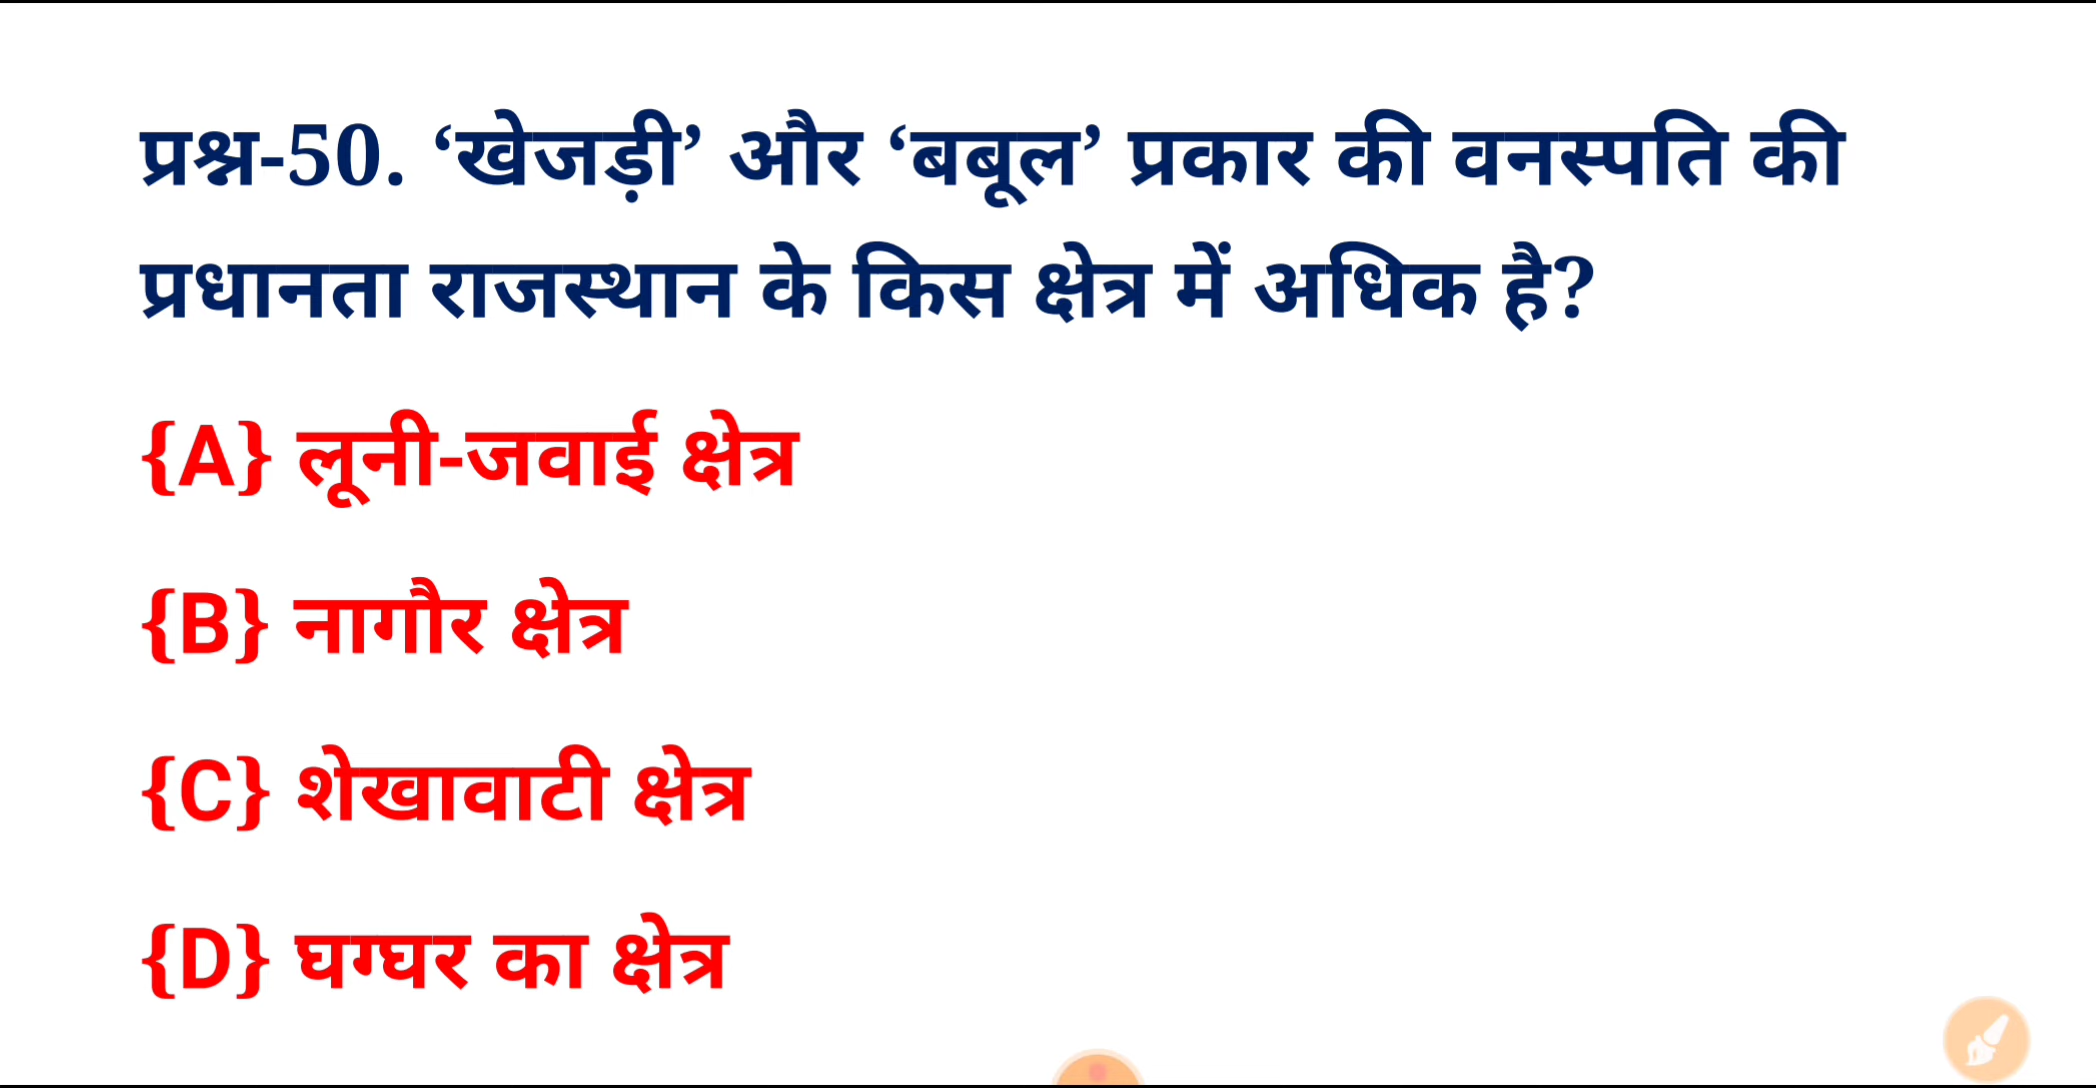 प्रश्न-50. ‘खेजड़ी’ और ‘बबूल’ प्रकार की वनस्पति की
प्रधानता राजस्थान के किस क्षेत्र में अधिक है?
{A} लूनी-जवाई क्षेत्र
{B} नागौर क्षेत्र
{C} शेखावाटी क्षेत्र
{D} घग्घर का क्षेत्र